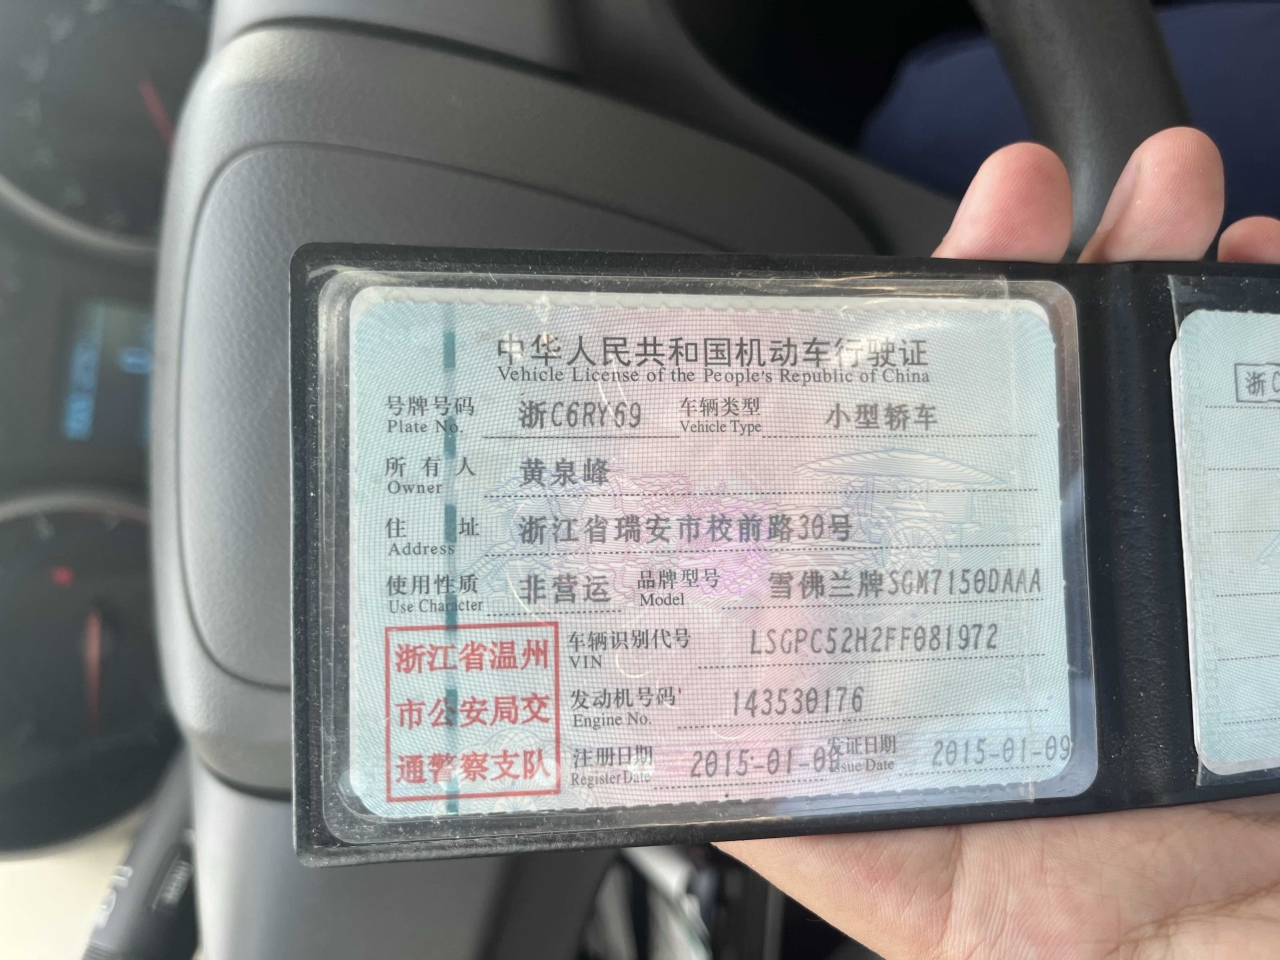 中华人民共和国机动车行驶证
Vehicle License of the People's Republic of China
号牌号码 浙C6RY69 车辆类型 小型轿车
Plate No. Vehicle Type
所有人 黄泉峰
Owner
住址 浙江省瑞安市校前路30号
Address
使用性质 非营运 品牌型号 雪佛兰牌SGM7150DAAA
Use Character Model
浙江省温州
市公安局交
通警察支队
车辆识别代号 LSGPC52H2FF081972
VIN
发动机号码 143530176
Engine No.
注册日期 2015-01-09 发证日期 2015-01-09
Register Date Issue Date
浙C